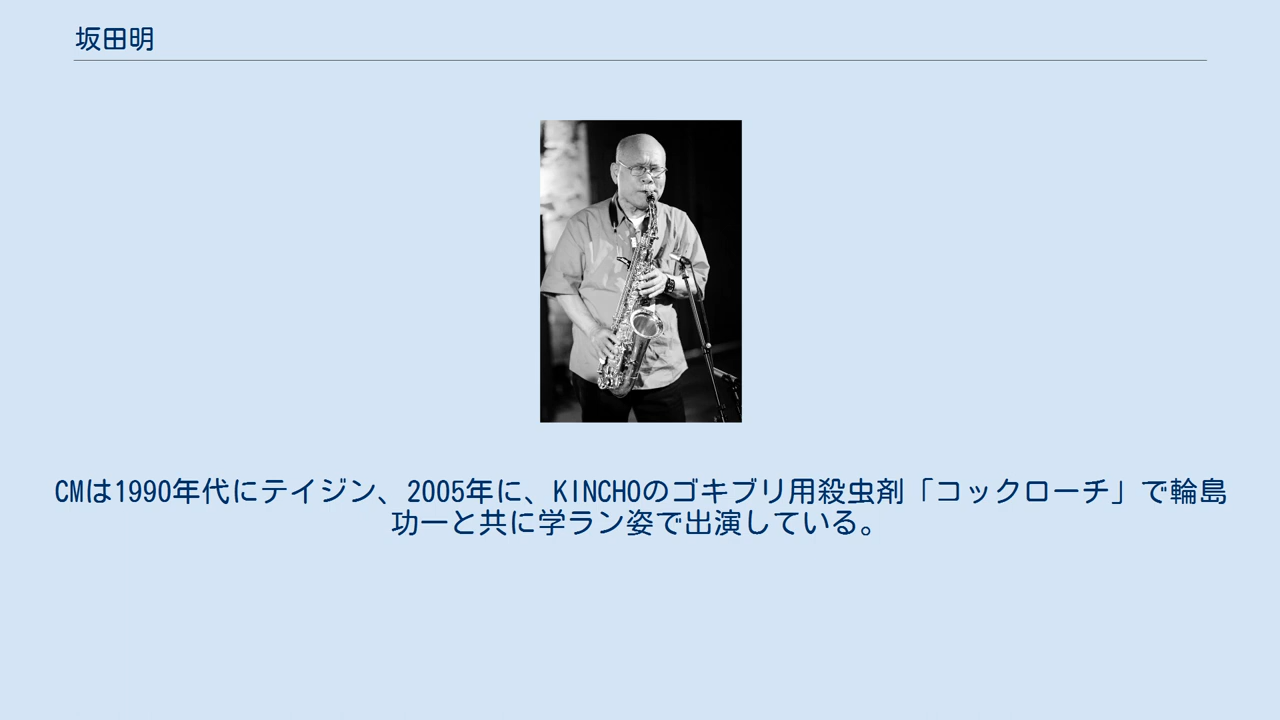 坂田明
CMは1990年代にテイジン、2005年に、KINCHOのゴキブリ用殺虫剤「コックローチ」で輪島
功一と共に学ラン姿で出演している。